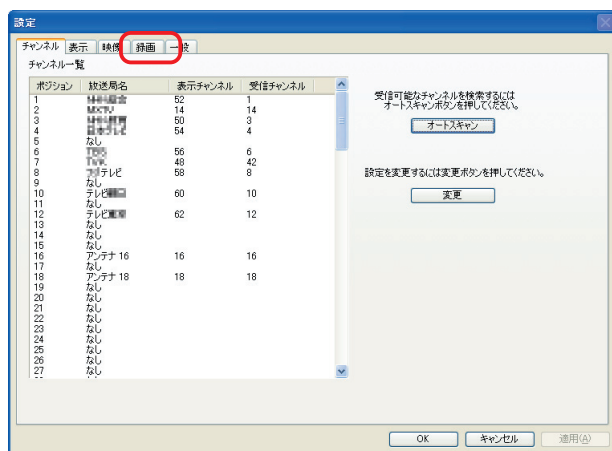 設定
チャンネル 表示 映像 録画 一般
チャンネル一覧
ポジション 放送局名 表示チャンネル 受信チャンネル
1 52 1
2 14 14
3 50 3
4 54 4
5 なし
6 56 6
7 48 42
8 テレビ 58 8
9 なし
10 テレビ 60 10
11 なし
12 テレビ 62 12
13 なし
14 なし
15 なし
16 アンテナ 16 16 16
17 なし
18 アンテナ 18 18 18
19 なし
20 なし
21 なし
22 なし
23 なし
24 なし
25 なし
26 なし
27 なし
受信可能なチャンネルを検索するには
オートスキャンボタンを押してください。
オートスキャン
設定を変更するには変更ボタンを押してください。
変更
OK キャンセル 適用(A)